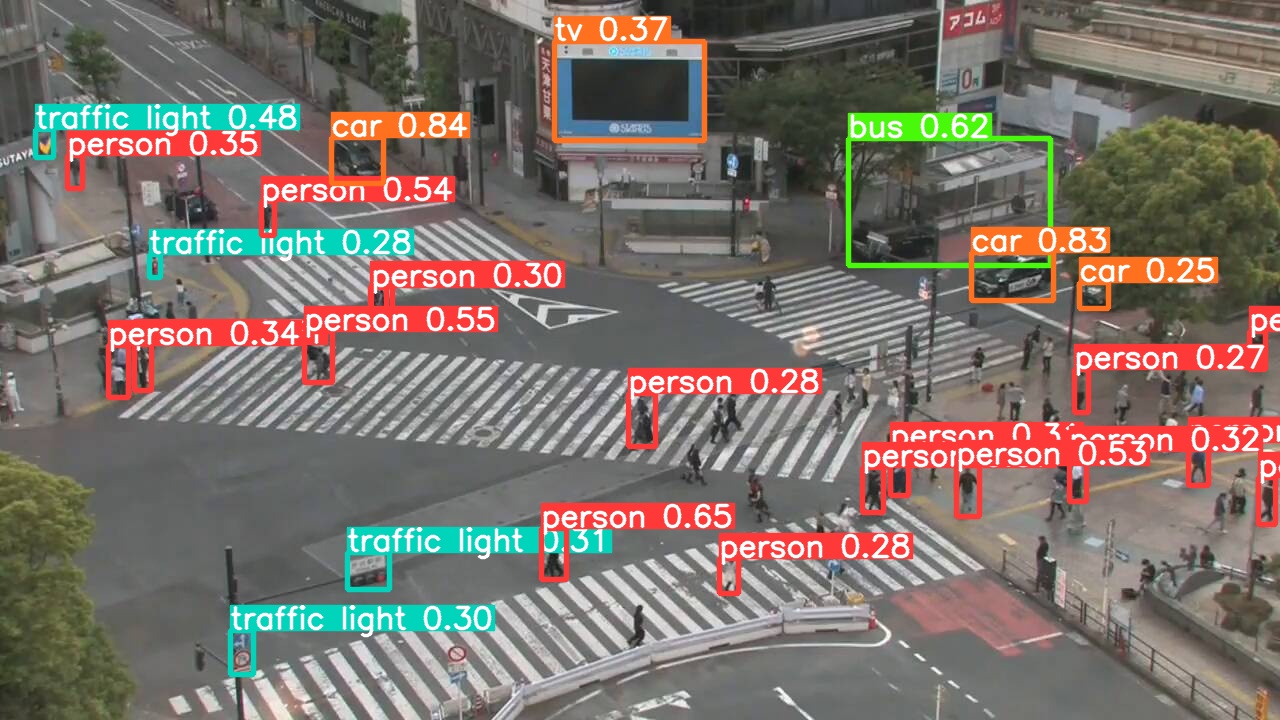 AMERICAN EAGLE
tv 0.37
アコム
traffic light 0.48
car 0.84
bus 0.62
person 0.35
person 0.54
traffic light 0.28
car 0.83
person 0.30
car 0.25
person 0.34
person 0.55
person 0.27
person 0.28
person 0.32
person 0.53
person 0.65
traffic light 0.31
person 0.28
traffic light 0.30